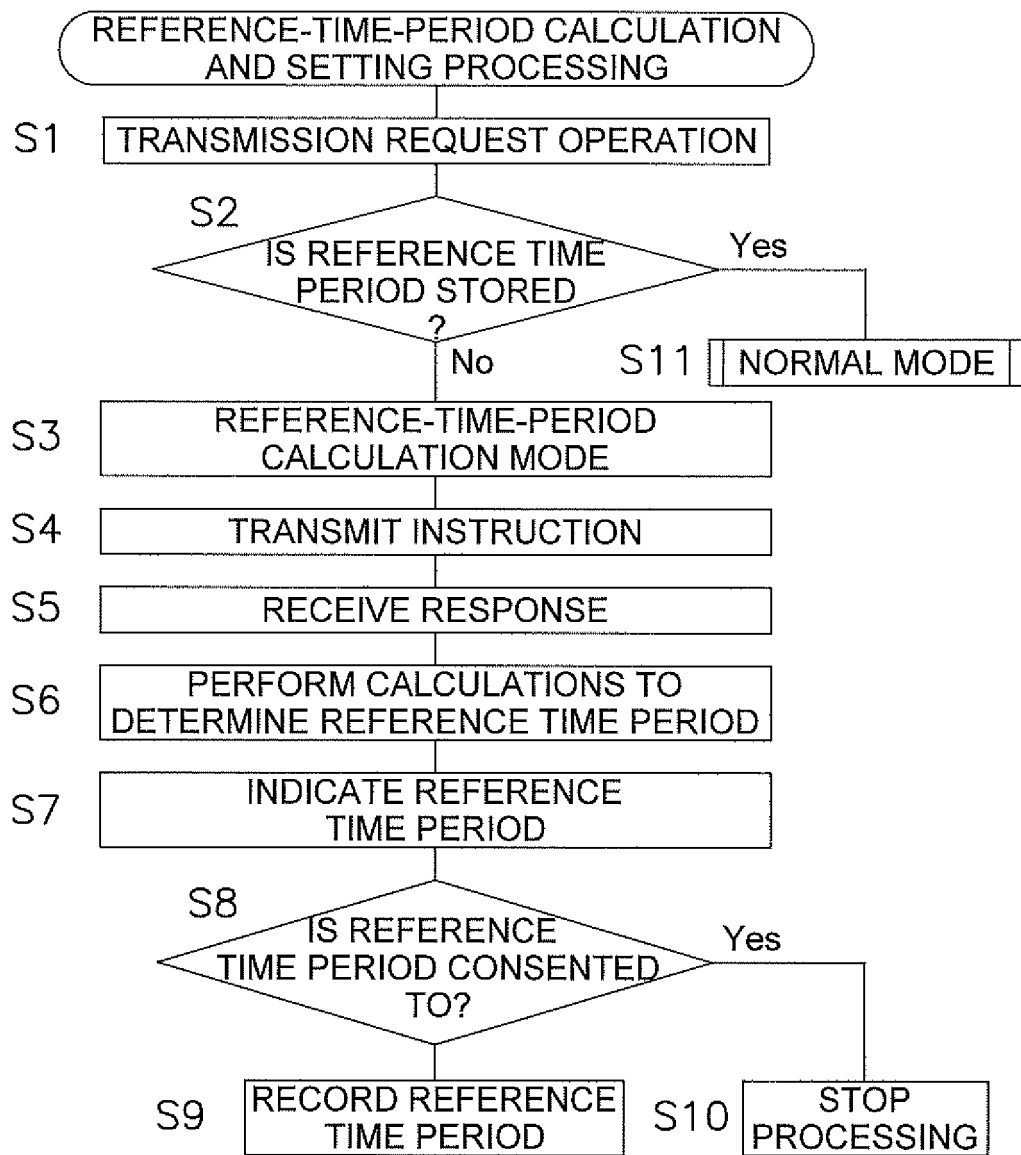 REFERENCE-TIME-PERIOD CALCULATION
AND SETTING PROCESSING
S1
TRANSMISSION REQUEST OPERATION
S2
IS REFERENCE TIME
PERIOD STORED
?
Yes
No
S11
NORMAL MODE
S3
REFERENCE-TIME-PERIOD
CALCULATION MODE
S4
TRANSMIT INSTRUCTION
S5
RECEIVE RESPONSE
S6
PERFORM CALCULATIONS TO
DETERMINE REFERENCE TIME PERIOD
S7
INDICATE REFERENCE
TIME PERIOD
S8
IS REFERENCE
TIME PERIOD CONSENTED
TO?
Yes
S9
RECORD REFERENCE
TIME PERIOD
S10
STOP
PROCESSING